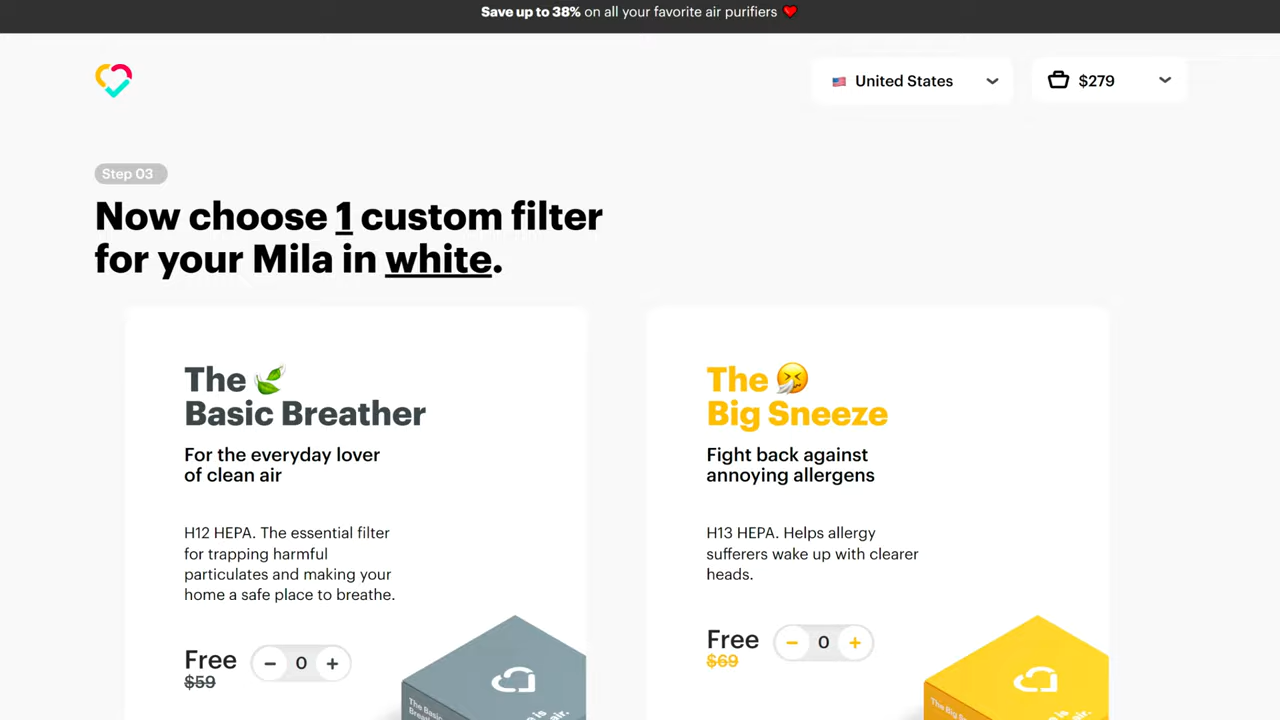 Save up to 38% on all your favorite air purifiers ❤️
United States
$279
Step 03
Now choose 1 custom filter
for your Mila in white.
The 🌿
Basic Breather
For the everyday lover
of clean air
H12 HEPA. The essential filter
for trapping harmful
particulates and making your
home a safe place to breathe.
Free
$59
− 0 +
The Basic
The 🤧
Big Sneeze
Fight back against
annoying allergens
H13 HEPA. Helps allergy
sufferers wake up with clearer
heads.
Free
$69
− 0 +
The Big